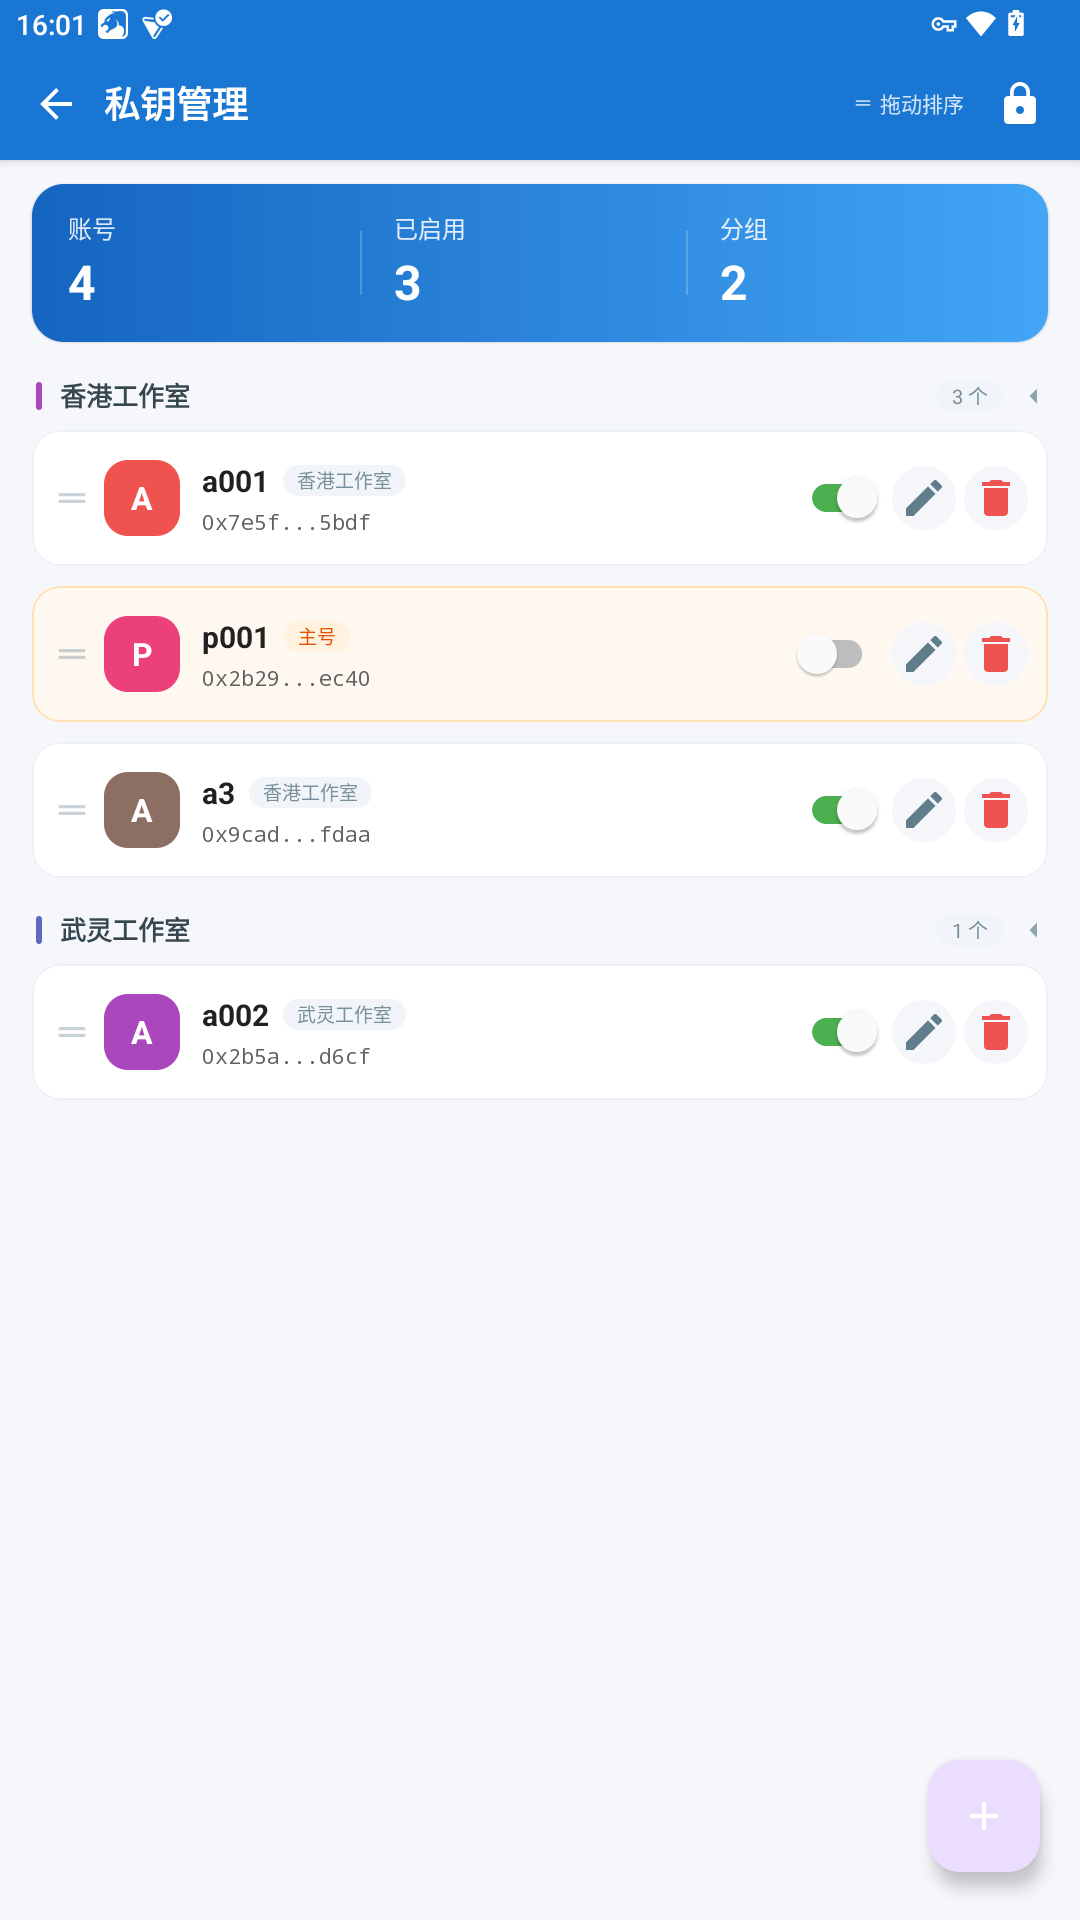 16:01
私钥管理
拖动排序
账号
已启用
分组
4
3
2
香港工作室
3 个
A
a001
香港工作室
0x7e5f...5bdf
P
p001
主号
0x2b29...ec40
A
a3
香港工作室
0x9cad...fdaa
武灵工作室
1 个
A
a002
武灵工作室
0x2b5a...d6cf